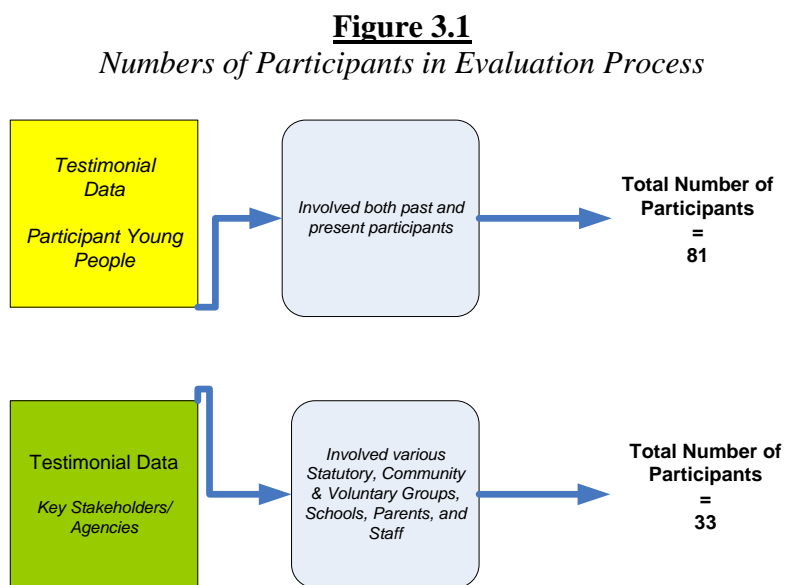 Figure 3.1
Numbers of Participants in Evaluation Process
Testimonial
Data
Participant Young
People
Involved both past and
present participants
Total Number of
Participants
=
81
Testimonial Data
Key Stakeholders/
Agencies
Involved various
Statutory, Community
& Voluntary Groups,
Schools, Parents, and
Staff
Total Number of
Participants
=
33